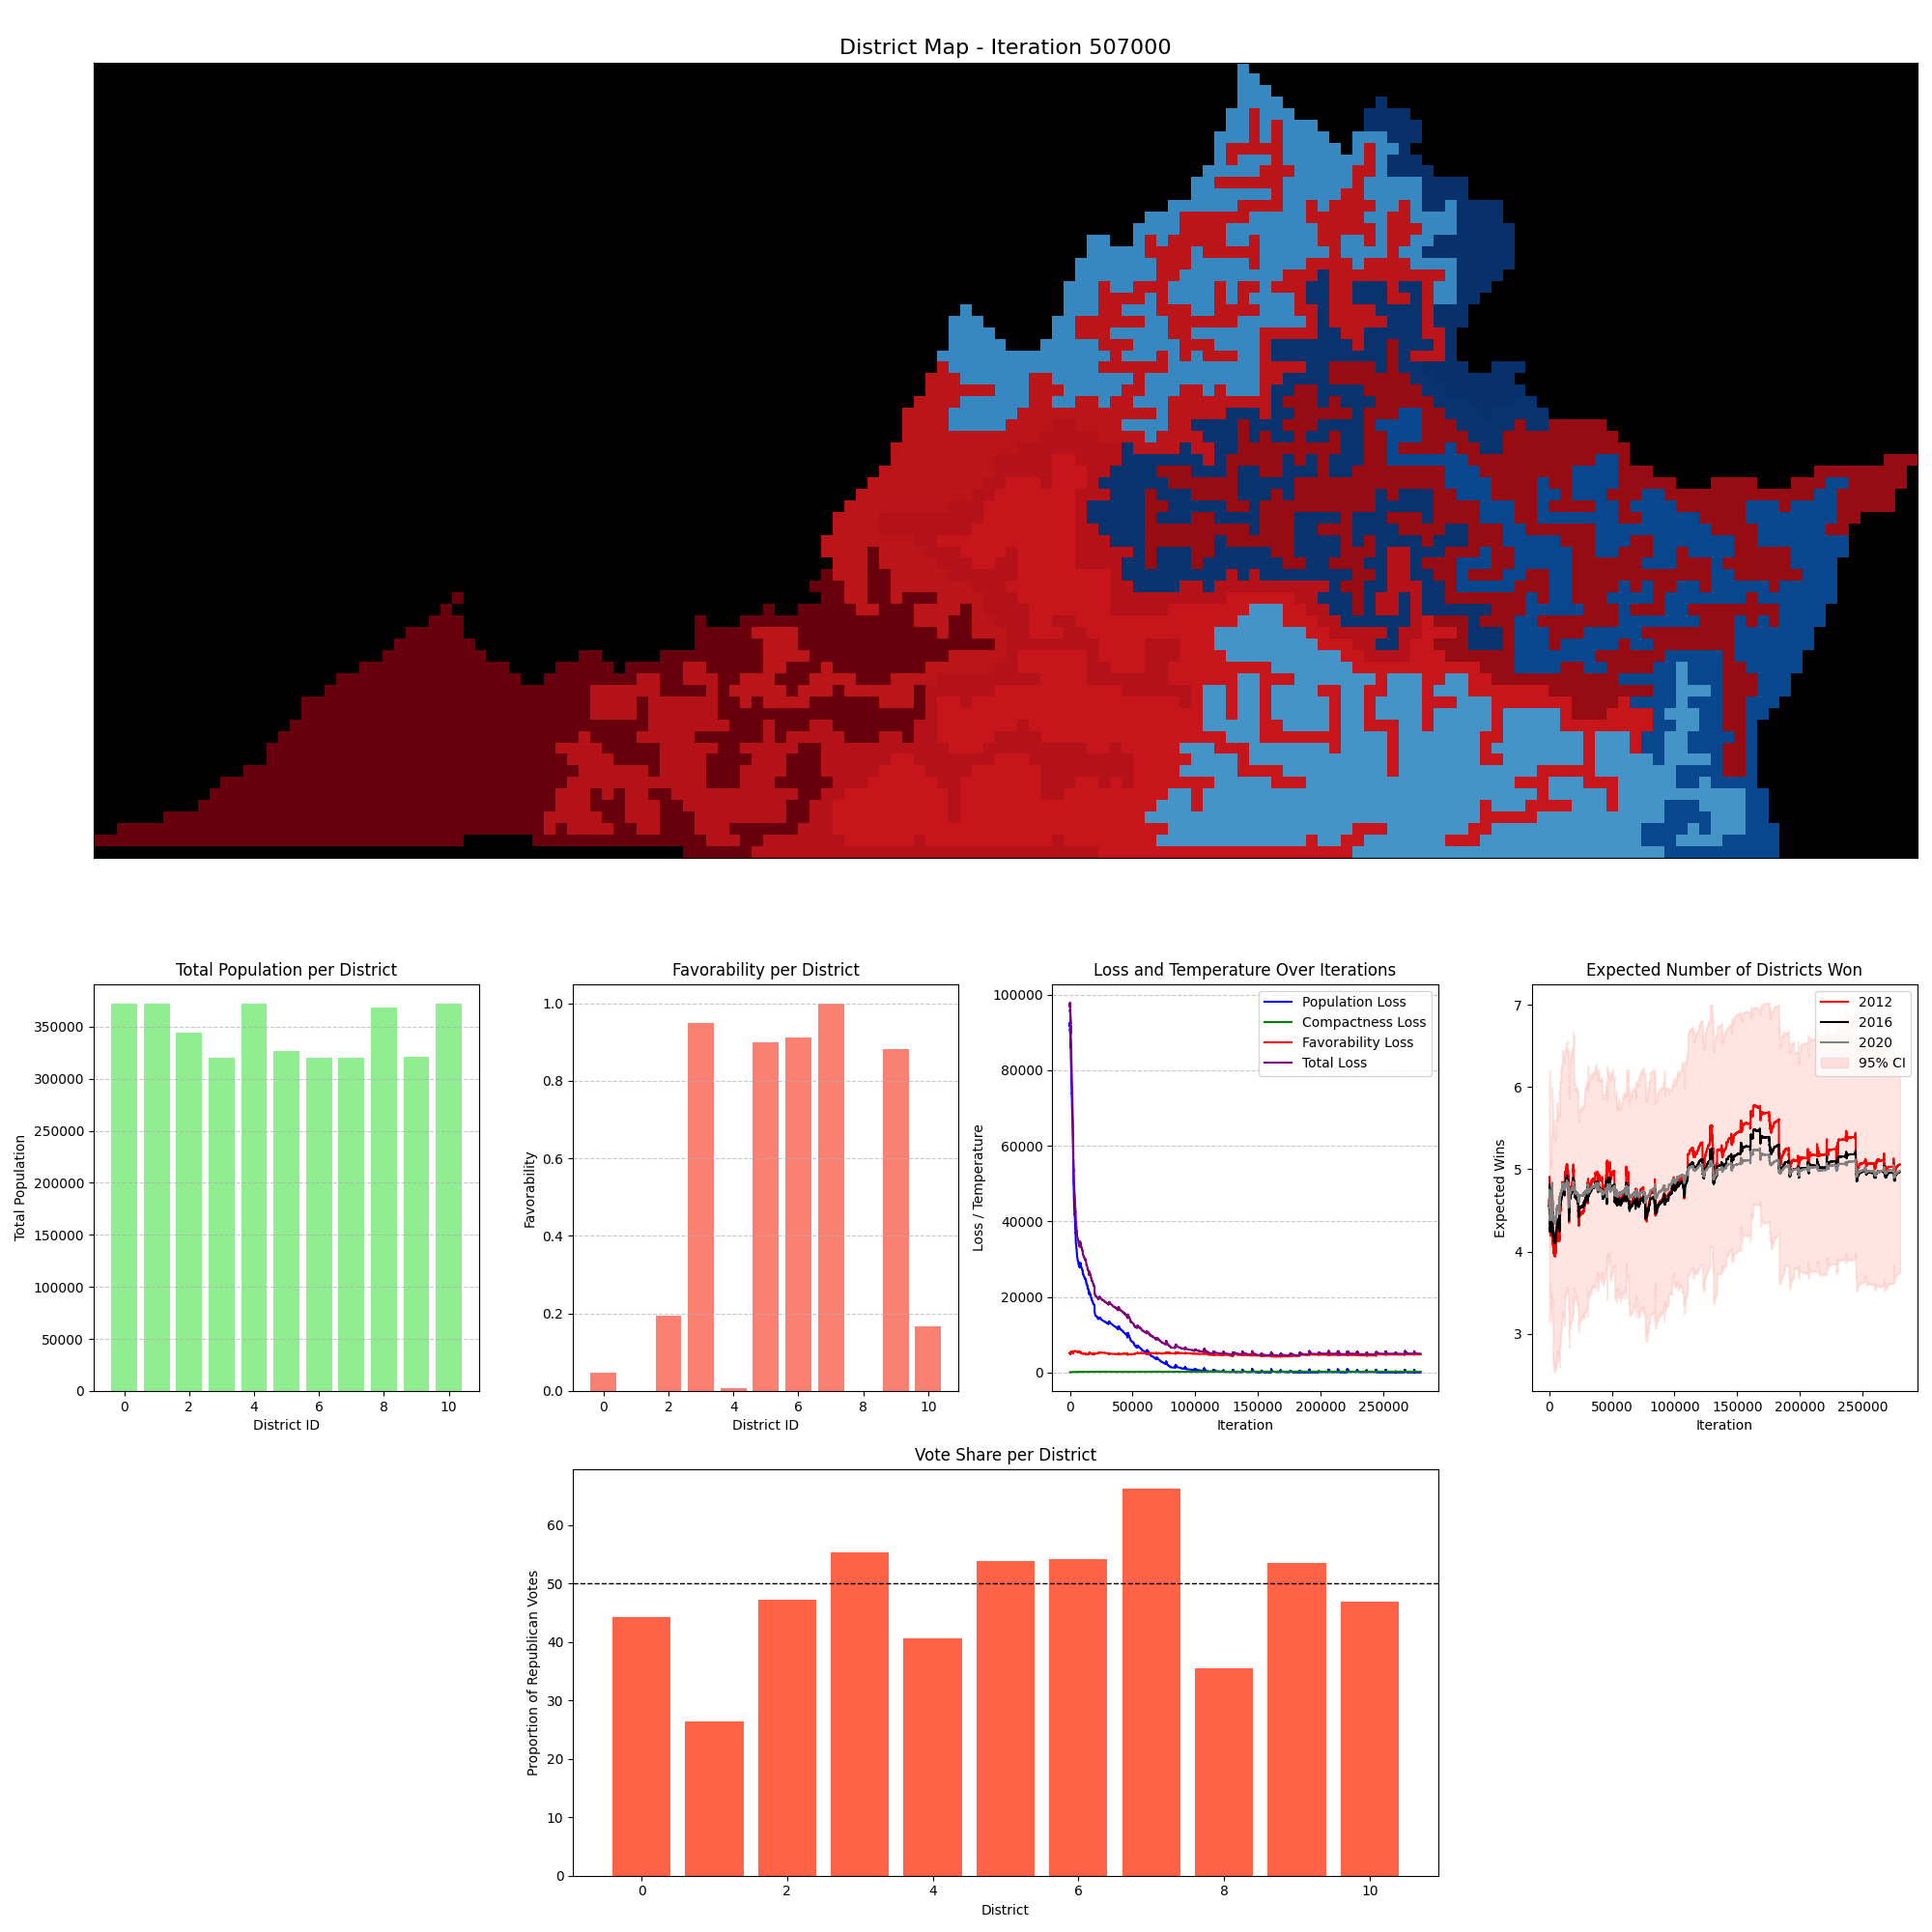 District Map - Iteration 507000
Total Population per District
Total Population
350000
300000
250000
200000
150000
100000
50000
0
0 2 4 6 8 10
District ID
Favorability per District
Favorability
1.0
0.8
0.6
0.4
0.2
0.0
0 2 4 6 8 10
District ID
Loss and Temperature Over Iterations
Loss / Temperature
100000
80000
60000
40000
20000
0
Population Loss
Compactness Loss
Favorability Loss
Total Loss
0 50000 100000 150000 200000 250000
Iteration
Expected Number of Districts Won
Expected Wins
7
6
5
4
3
2012
2016
2020
95% CI
0 50000 100000 150000 200000 250000
Iteration
Vote Share per District
Proportion of Republican Votes
60
50
40
30
20
10
0
0 2 4 6 8 10
District